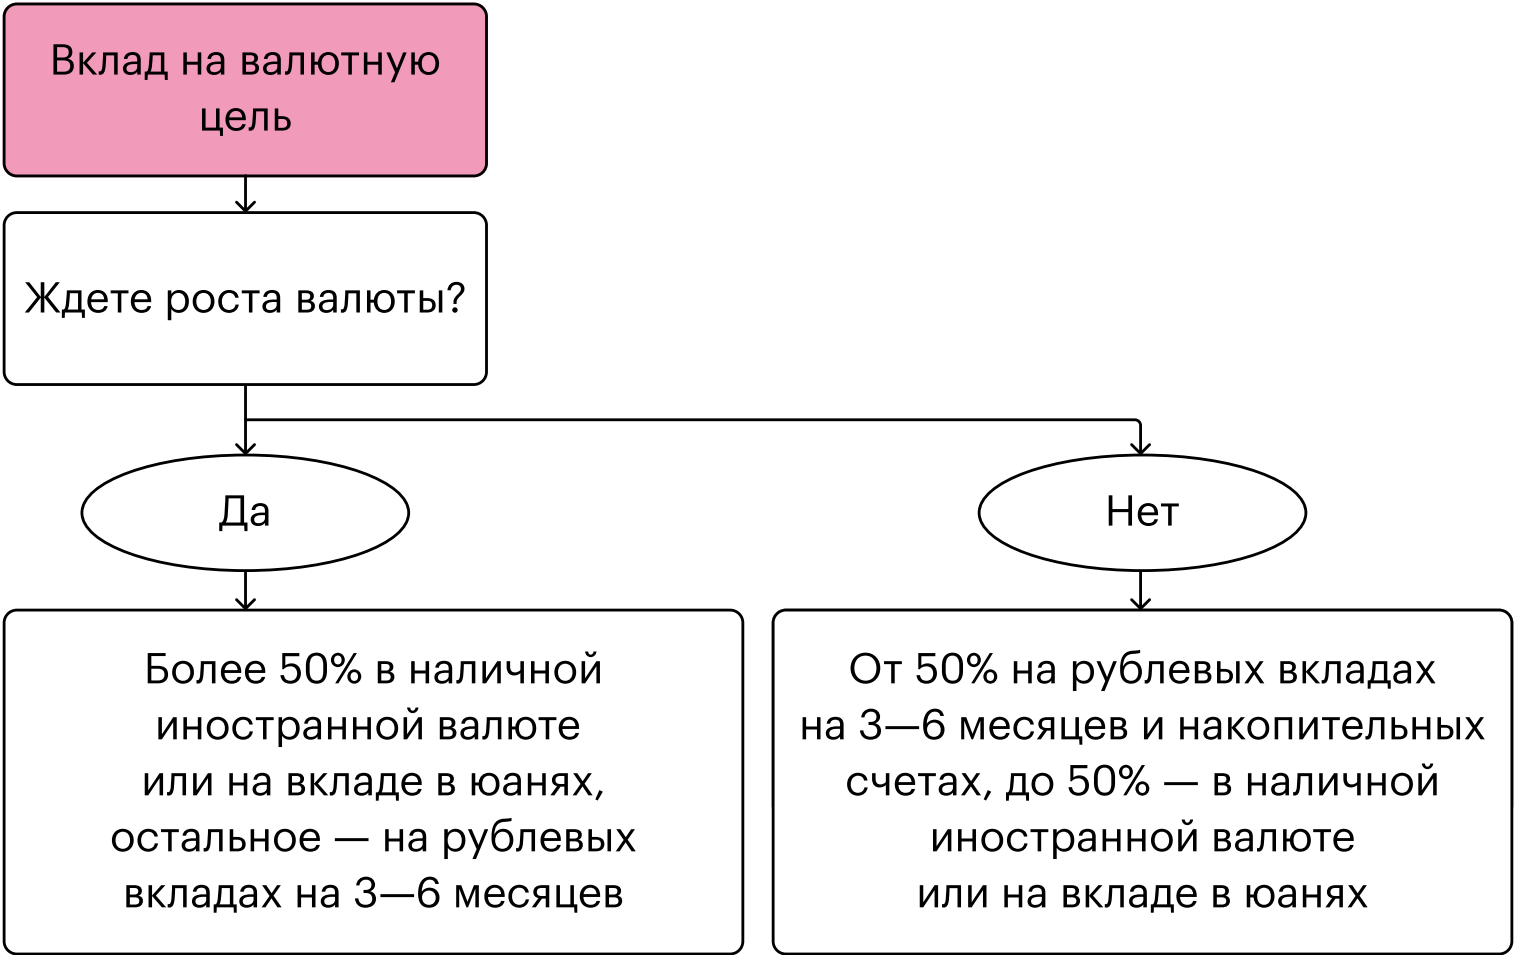 Вклад на валютную
цель
Ждете роста валюты?
Да
Нет
Более 50% в наличной
иностранной валюте
или на вкладе в юанях,
остальное — на рублевых
вкладах на 3—6 месяцев
От 50% на рублевых вкладах
на 3—6 месяцев и накопительных
счетах, до 50% — в наличной
иностранной валюте
или на вкладе в юанях